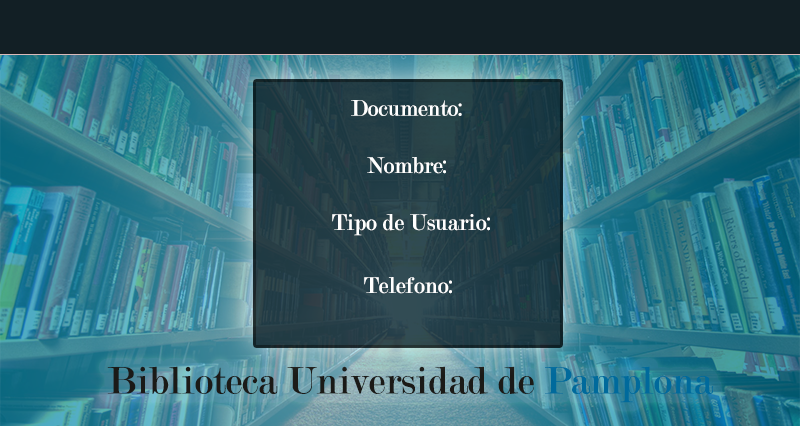 Documento:
Nombre:
Tipo de Usuario:
Telefono:
Biblioteca Universidad de Pamplona